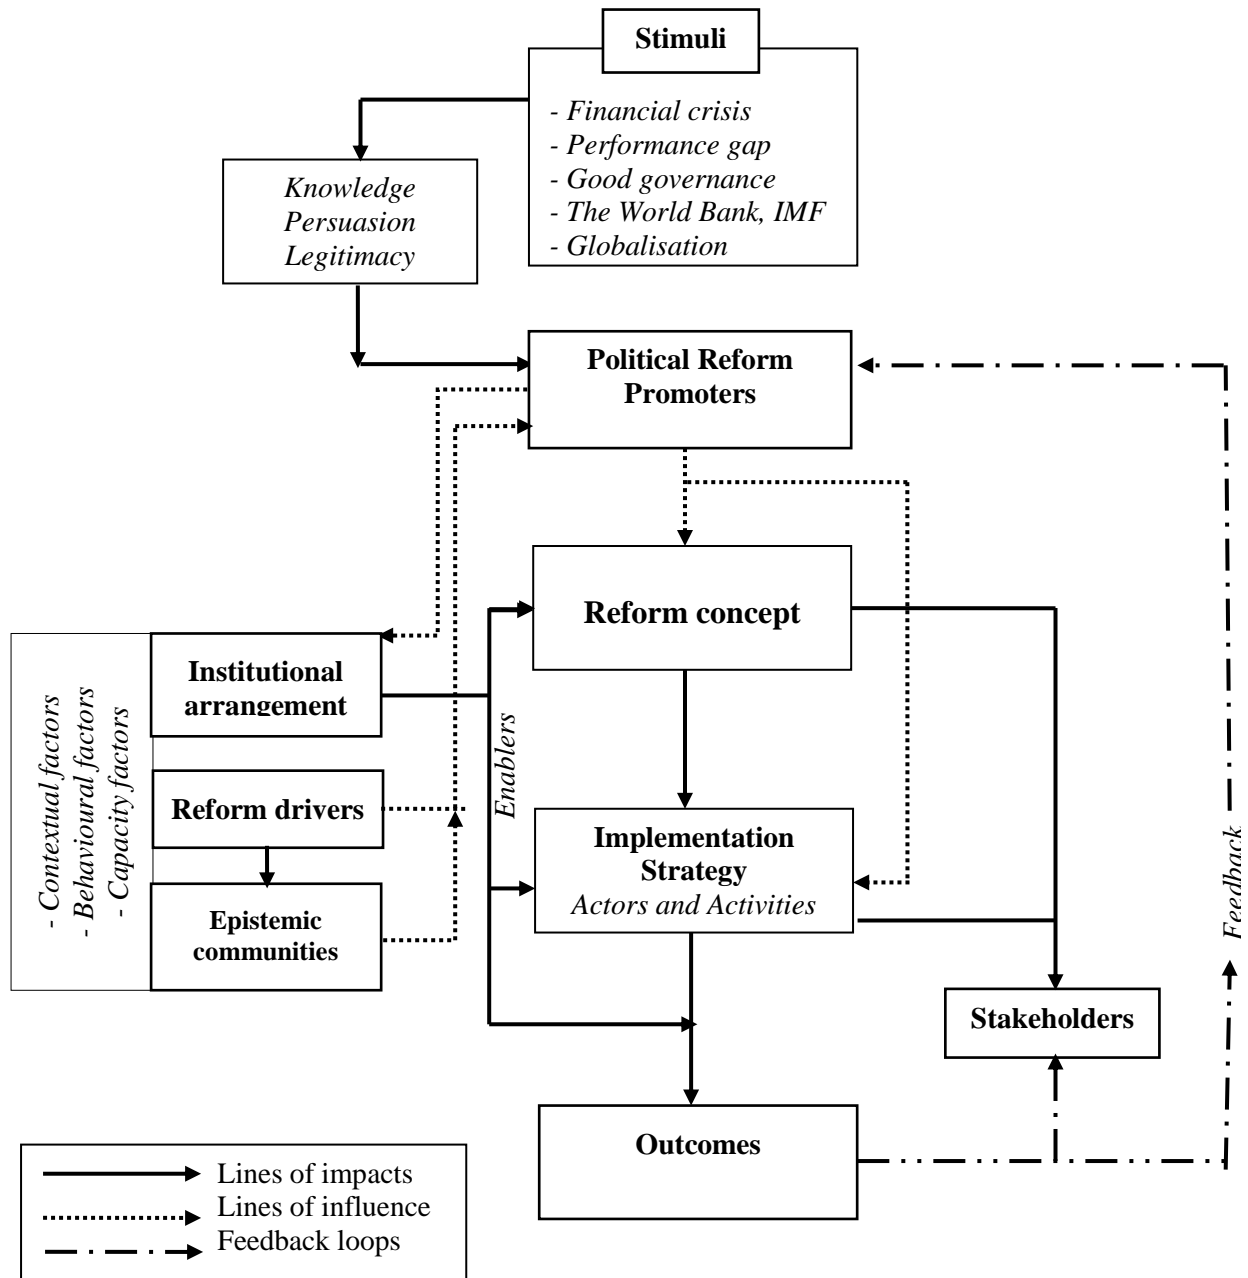 Stimuli
- Financial crisis
- Performance gap
- Good governance
- The World Bank, IMF
- Globalisation
Knowledge
Persuasion
Legitimacy
Political Reform
Promoters
Reform concept
Institutional
arrangement
Reform drivers
Epistemic
communities
- Contextual factors
- Behavioural factors
- Capacity factors
Enablers
Implementation
Strategy
Actors and Activities
Stakeholders
Feedback
Outcomes
Lines of impacts
Lines of influence
Feedback loops